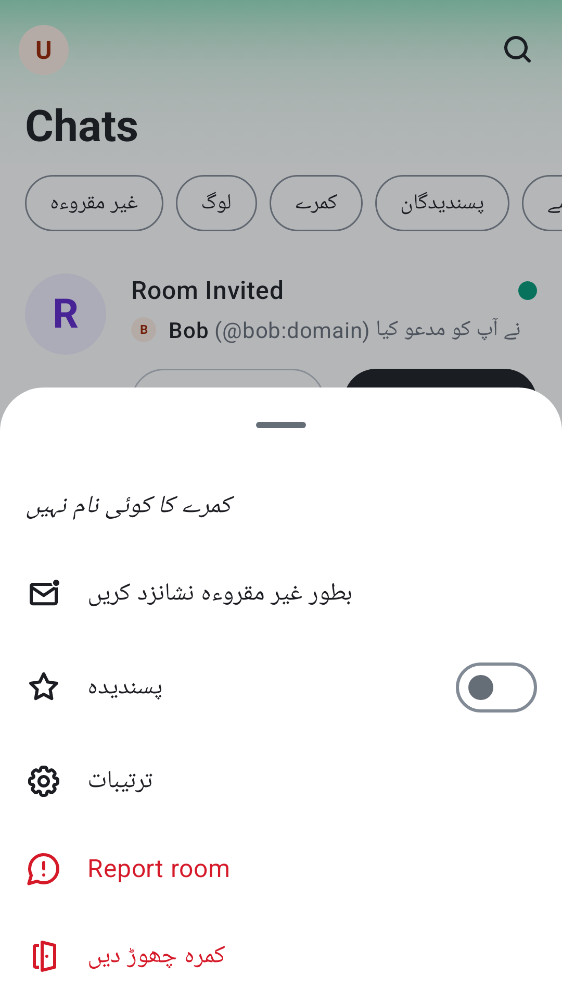 U
Chats
غیر مقروءہ
لوگ
کمرے
پسندیدگان
R
Room Invited
B
Bob (@bob:domain) نے آپ کو مدعو کیا
کمرے کا کوئی نام نہیں
بطور غیر مقروءہ نشانزد کریں
پسندیدہ
ترتیبات
Report room
کمرہ چھوڑ دیں